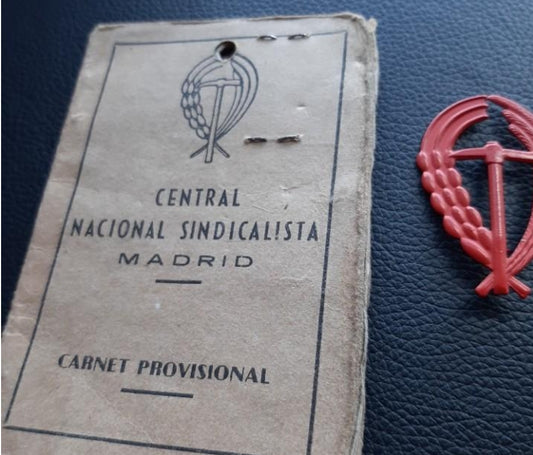 CENTRAL
NACIONAL SINDICALISTA
MADRID
CARNET PROVISIONAL